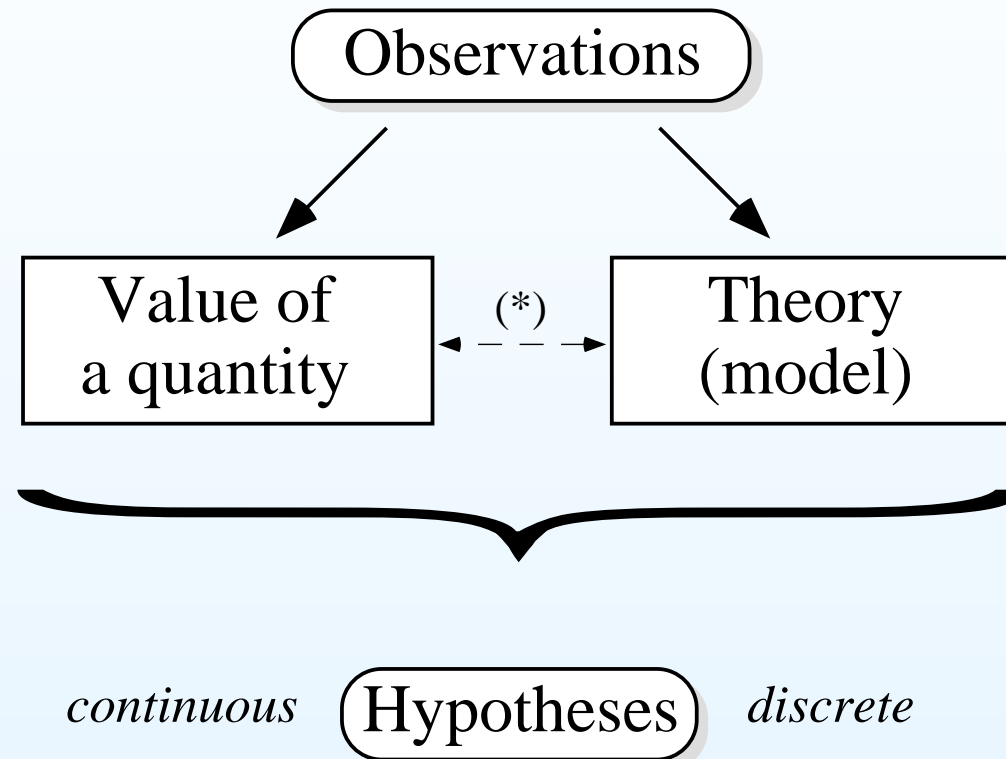 Observations
Value of
a quantity
(*)
Theory
(model)
continuous
Hypotheses
discrete